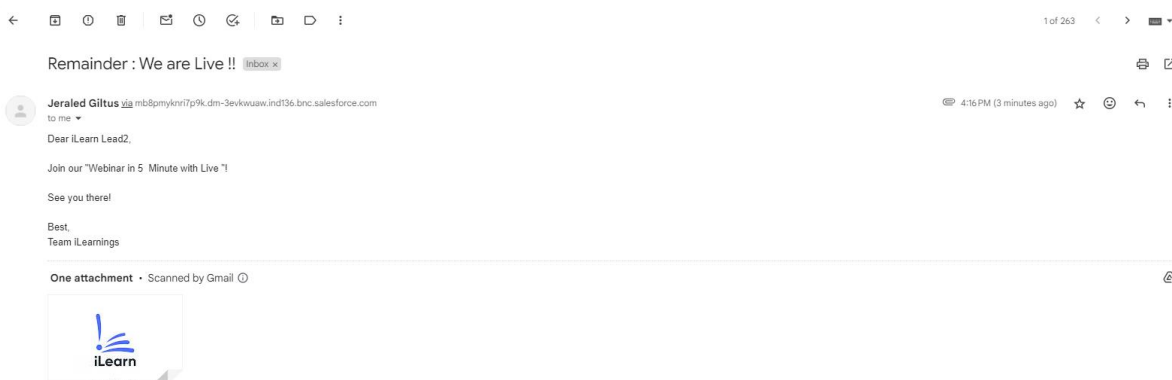 1 of 263
Remainder : We are Live !! Inbox ×
Jeraled Giltus via mb8pmyknri7p9k.dm-3evkwuaw.ind136.bnc.salesforce.com
4:16 PM (3 minutes ago)
to me
Dear iLearn Lead2,
Join our "Webinar in 5  Minute with Live "!
See you there!
Best,
Team iLearnings
One attachment • Scanned by Gmail
iLearn